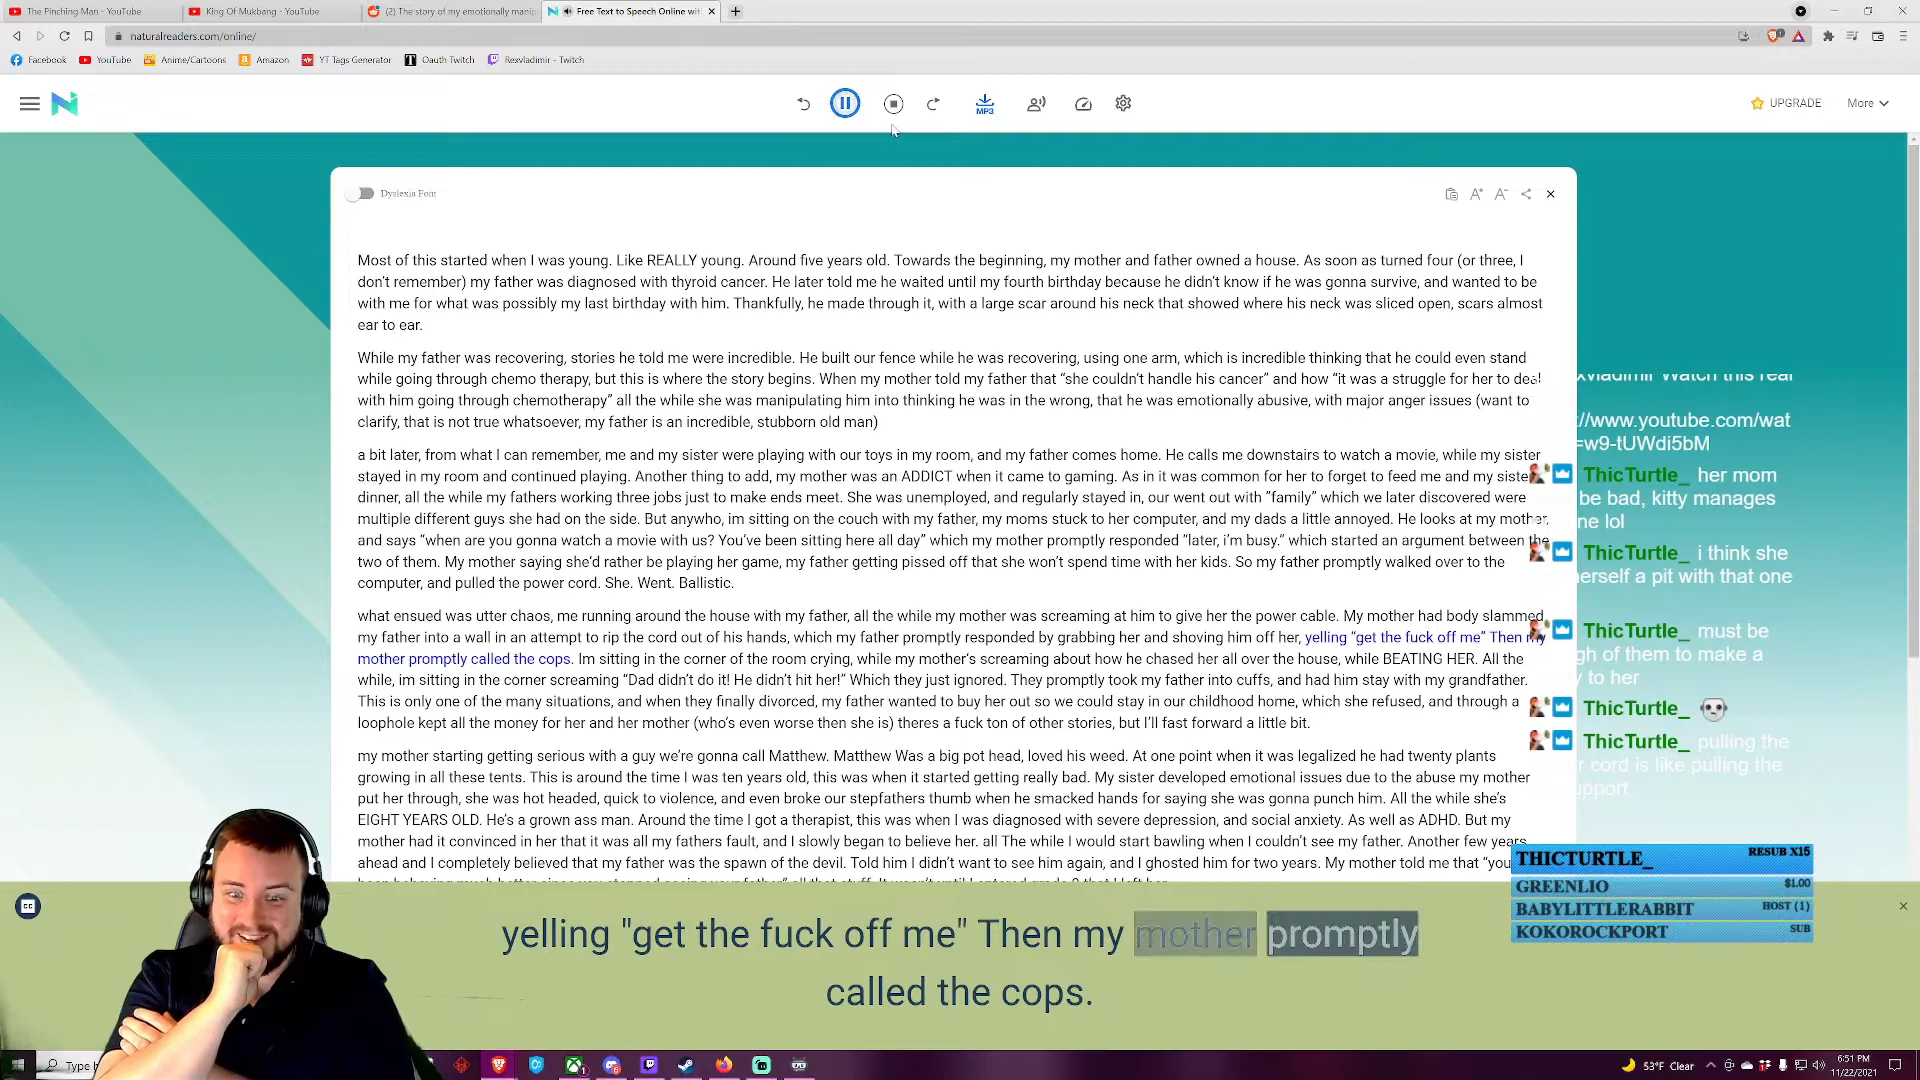 The Pinching Man - YouTube
King Of Mukbang - YouTube
(2) The story of my emotionally mani
Free Text to Speech Online wit
naturalreaders.com/online/
Facebook
YouTube
Anime/Cartoons
Amazon
YT Tags Generator
Oauth Twitch
Rexvladimir - Twitch
MP3
UPGRADE
More
Dyslexia Font
Most of this started when I was young. Like REALLY young. Around five years old. Towards the beginning, my mother and father owned a house. As soon as turned four (or three, I
don't remember) my father was diagnosed with thyroid cancer. He later told me he waited until my fourth birthday because he didn't know if he was gonna survive, and wanted to be
with me for what was possibly my last birthday with him. Thankfully, he made through it, with a large scar around his neck that showed where his neck was sliced open, scars almost
ear to ear.
While my father was recovering, stories he told me were incredible. He built our fence while he was recovering, using one arm, which is incredible thinking that he could even stand
while going through chemo therapy, but this is where the story begins. When my mother told my father that “she couldn't handle his cancer” and how “it was a struggle for her to deal
with him going through chemotherapy” all the while she was manipulating him into thinking he was in the wrong, that he was emotionally abusive, with major anger issues (want to
clarify, that is not true whatsoever, my father is an incredible, stubborn old man)
a bit later, from what I can remember, me and my sister were playing with our toys in my room, and my father comes home. He calls me downstairs to watch a movie, while my sister
stayed in my room and continued playing. Another thing to add, my mother was an ADDICT when it came to gaming. As in it was common for her to forget to feed me and my sister
dinner, all the while my fathers working three jobs just to make ends meet. She was unemployed, and regularly stayed in, our went out with ”family” which we later discovered were
multiple different guys she had on the side. But anywho, im sitting on the couch with my father, my moms stuck to her computer, and my dads a little annoyed. He looks at my mother,
and says “when are you gonna watch a movie with us? You've been sitting here all day” which my mother promptly responded “later, i'm busy.“ which started an argument between the
two of them. My mother saying she'd rather be playing her game, my father getting pissed off that she won't spend time with her kids. So my father promptly walked over to the
computer, and pulled the power cord. She. Went. Ballistic.
what ensued was utter chaos, me running around the house with my father, all the while my mother was screaming at him to give her the power cable. My mother had body slammed
my father into a wall in an attempt to rip the cord out of his hands, which my father promptly responded by grabbing her and shoving him off her, yelling “get the fuck off me” Then my
mother promptly called the cops. Im sitting in the corner of the room crying, while my mother's screaming about how he chased her all over the house, while BEATING HER. All the
while, im sitting in the corner screaming “Dad didn't do it! He didn't hit her!” Which they just ignored. They promptly took my father into cuffs, and had him stay with my grandfather.
This is only one of the many situations, and when they finally divorced, my father wanted to buy her out so we could stay in our childhood home, which she refused, and through a
loophole kept all the money for her and her mother (who's even worse then she is) theres a fuck ton of other stories, but I'll fast forward a little bit.
my mother starting getting serious with a guy we're gonna call Matthew. Matthew Was a big pot head, loved his weed. At one point when it was legalized he had twenty plants
growing in all these tents. This is around the time I was ten years old, this was when it started getting really bad. My sister developed emotional issues due to the abuse my mother
put her through, she was hot headed, quick to violence, and even broke our stepfathers thumb when he smacked hands for saying she was gonna punch him. All the while she's
EIGHT YEARS OLD. He's a grown ass man. Around the time I got a therapist, this was when I was diagnosed with severe depression, and social anxiety. As well as ADHD. But my
mother had it convinced in her that it was all my fathers fault, and I slowly began to believe her. all The while I would start bawling when I couldn't see my father. Another few years
ahead and I completely believed that my father was the spawn of the devil. Told him I didn't want to see him again, and I ghosted him for two years. My mother told me that “you
xvladimir Watch this real
//www.youtube.com/wat
=w9-tUWdi5bM
ThicTurtle_ her mom
be bad, kitty manages
ne lol
ThicTurtle_ i think she
erself a pit with that one
ThicTurtle_ must be
gh of them to make a
y to her
ThicTurtle_
ThicTurtle_ pulling the
r cord is like pulling the
upport
THICTURTLE_ RESUB X15
GREENLIO $1.00
BABYLITTLERABBIT HOST (1)
KOKOROCKPORT SUB
CC
yelling "get the fuck off me" Then my mother promptly
called the cops.
Type h
53°F Clear
6:51 PM
11/22/2021